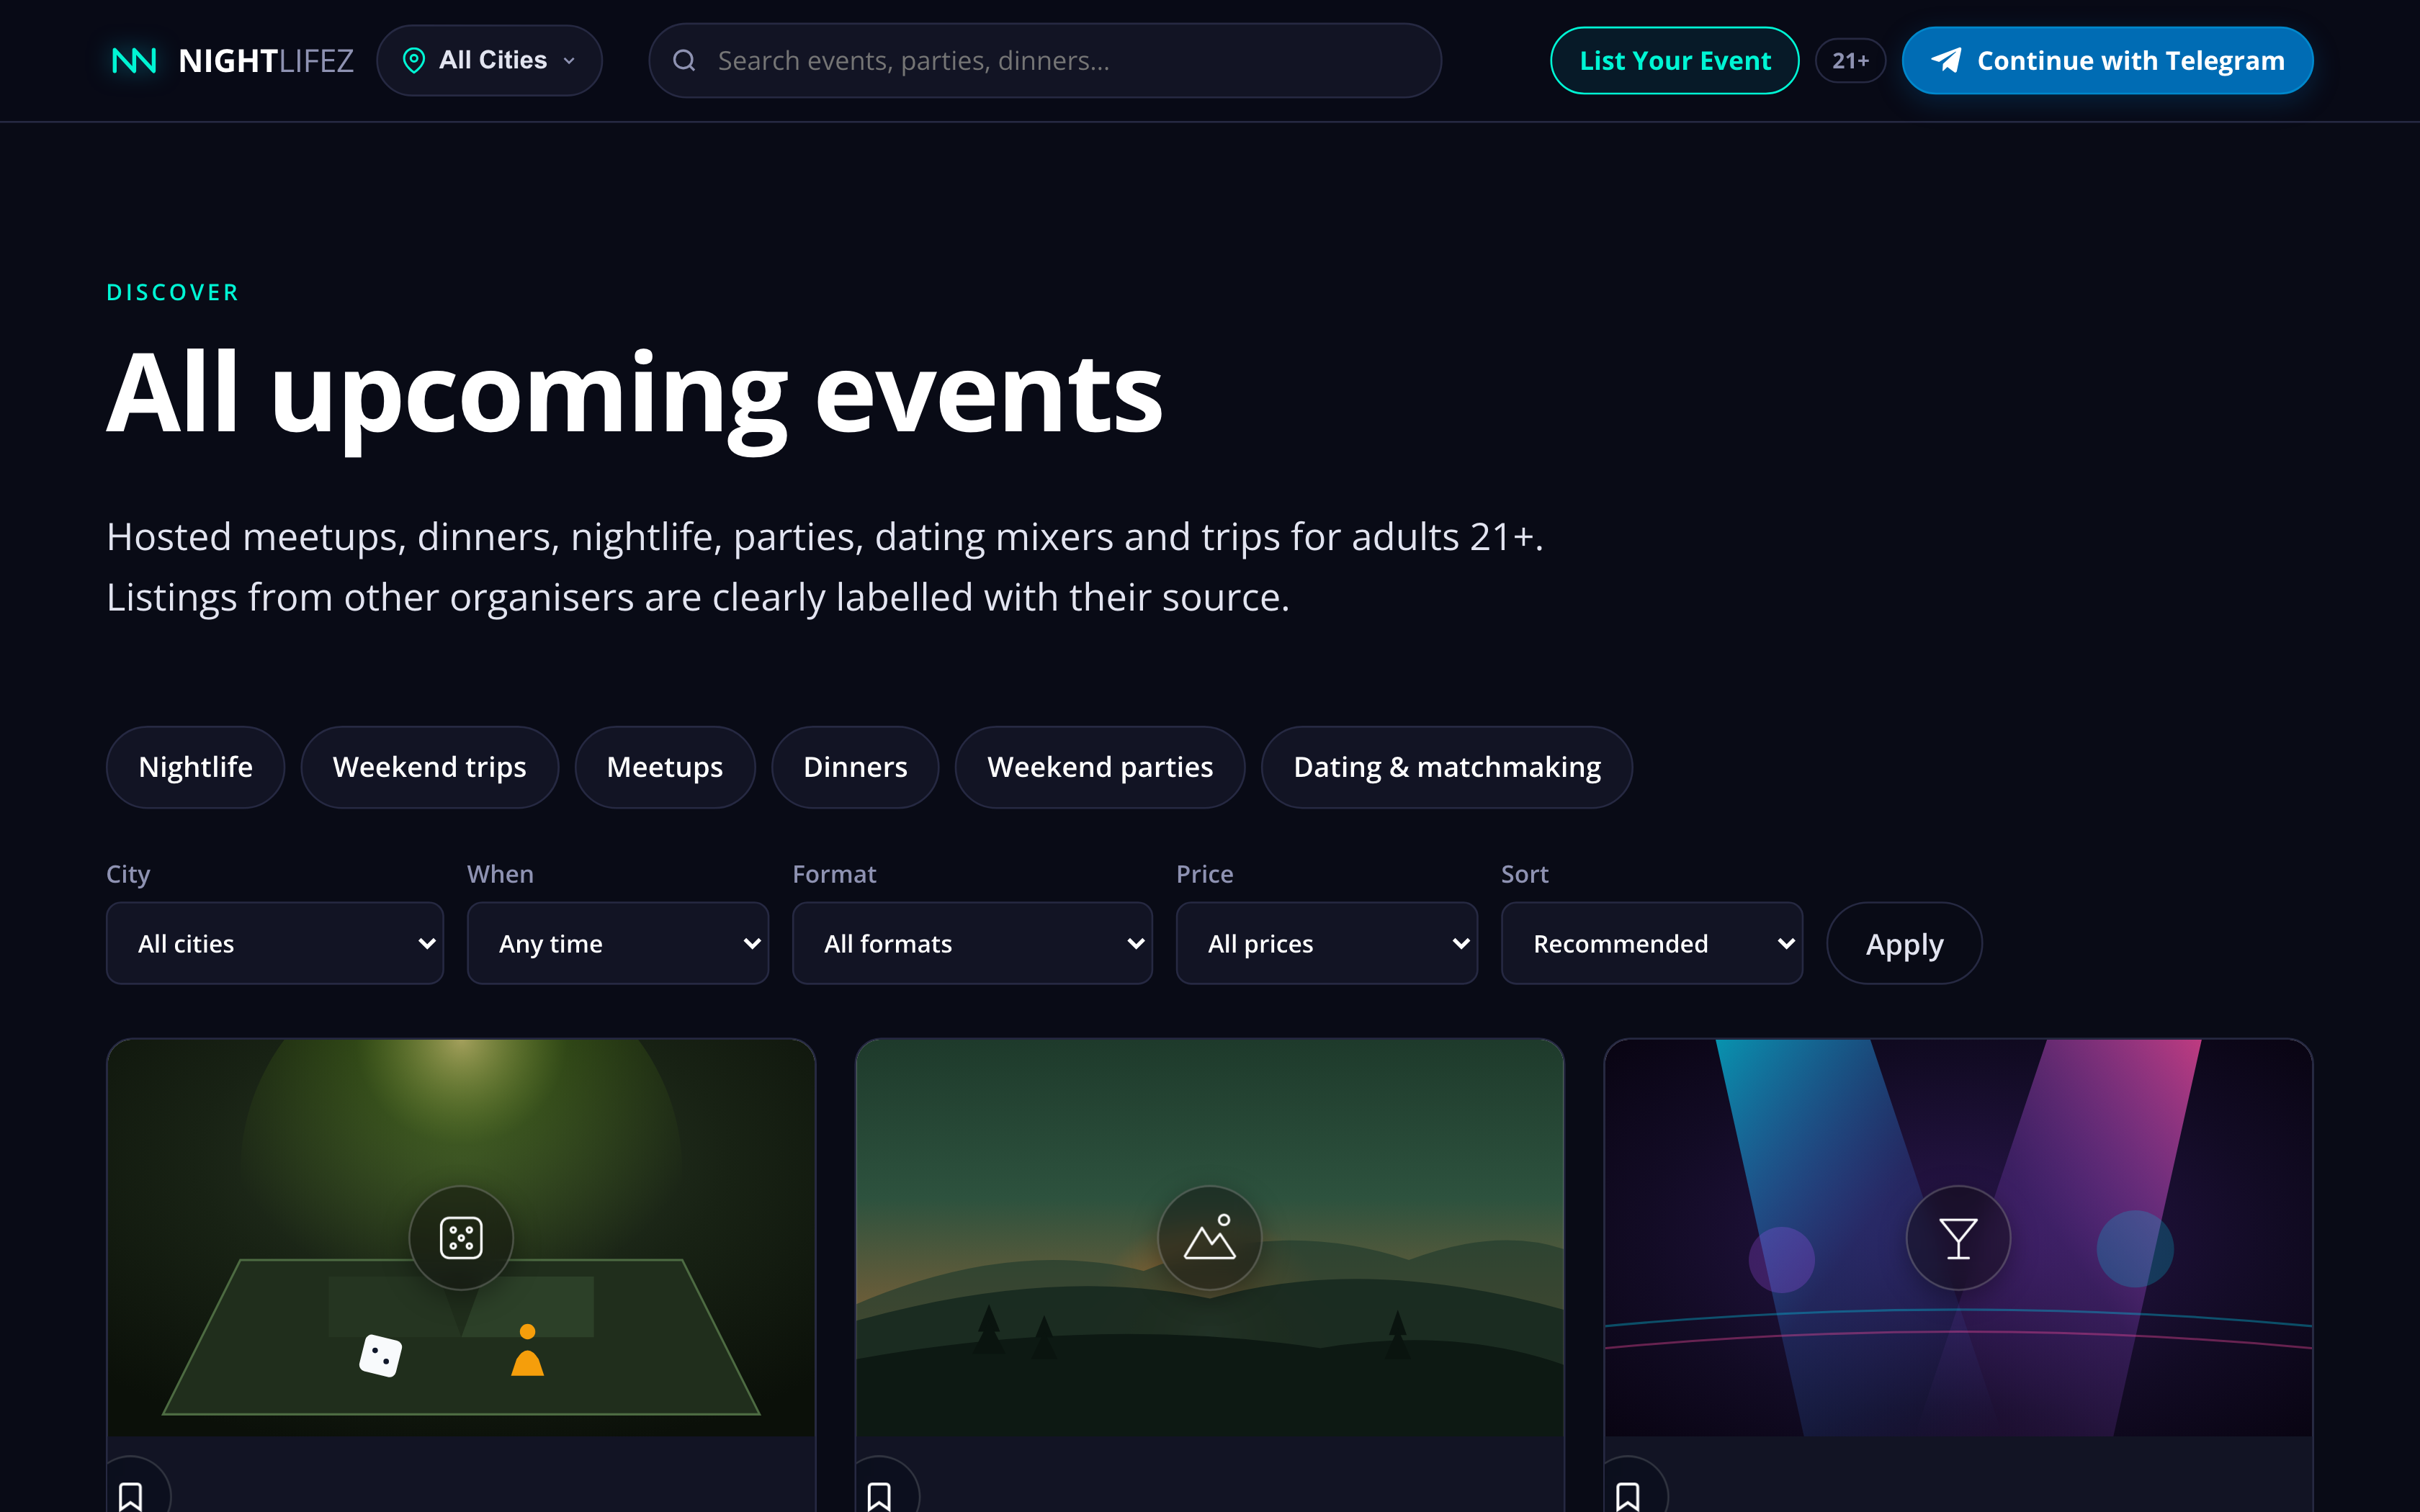 NIGHTLIFEZ
All Cities
Search events, parties, dinners...
List Your Event
21+
Continue with Telegram
DISCOVER
All upcoming events
Hosted meetups, dinners, nightlife, parties, dating mixers and trips for adults 21+.
Listings from other organisers are clearly labelled with their source.
Nightlife
Weekend trips
Meetups
Dinners
Weekend parties
Dating & matchmaking
City
When
Format
Price
Sort
All cities
Any time
All formats
All prices
Recommended
Apply